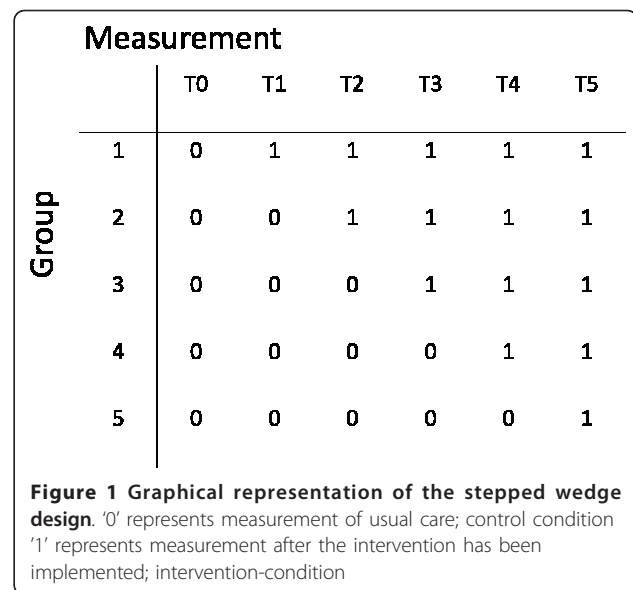 Measurement
T0 T1 T2 T3 T4 T5
Group
1 0 1 1 1 1 1
2 0 0 1 1 1 1
3 0 0 0 1 1 1
4 0 0 0 0 1 1
5 0 0 0 0 0 1
Figure 1 Graphical representation of the stepped wedge
design. '0' represents measurement of usual care; control condition
'1' represents measurement after the intervention has been
implemented; intervention-condition